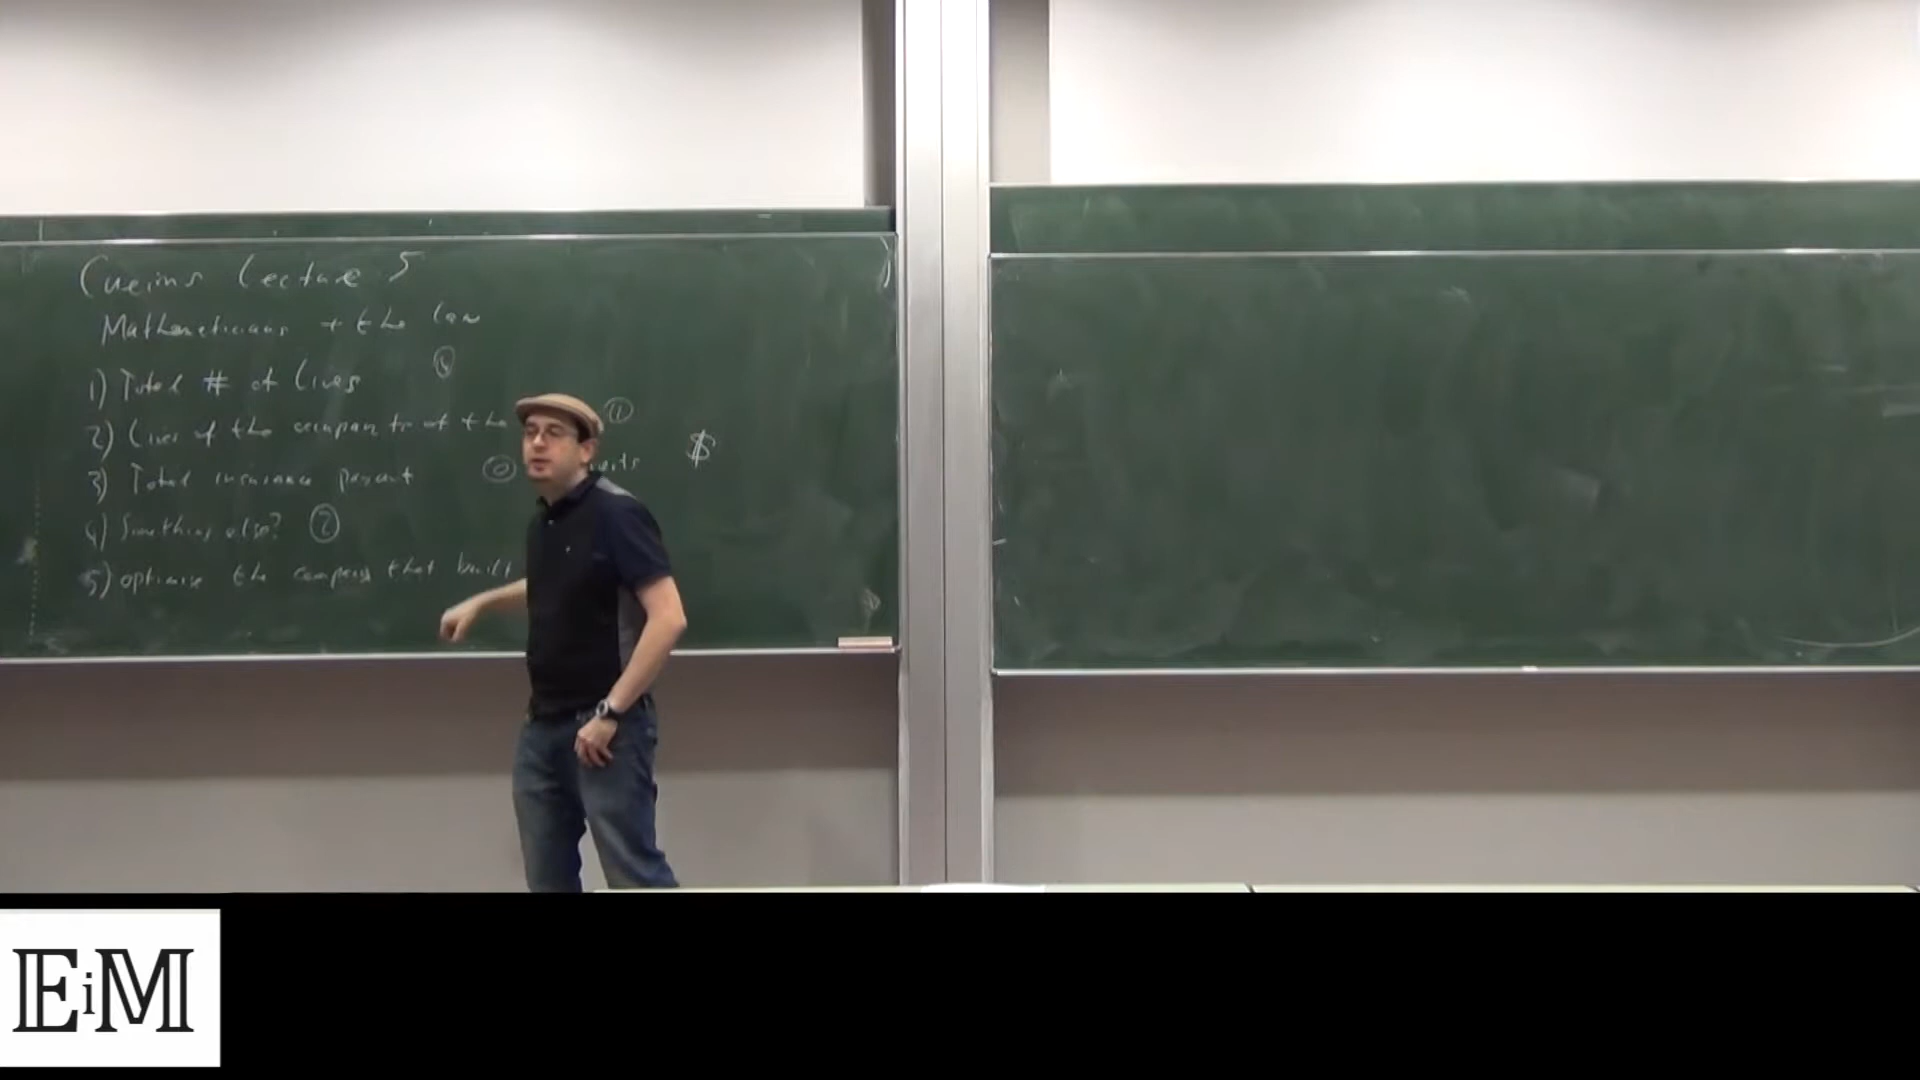 Lecture 5
Mathematicians + the law
1) Total # of lives
2) Lives of the occupants of the
3) Total insurance payout
$
4) Something else? ?
5) optimise the company that built
EiM